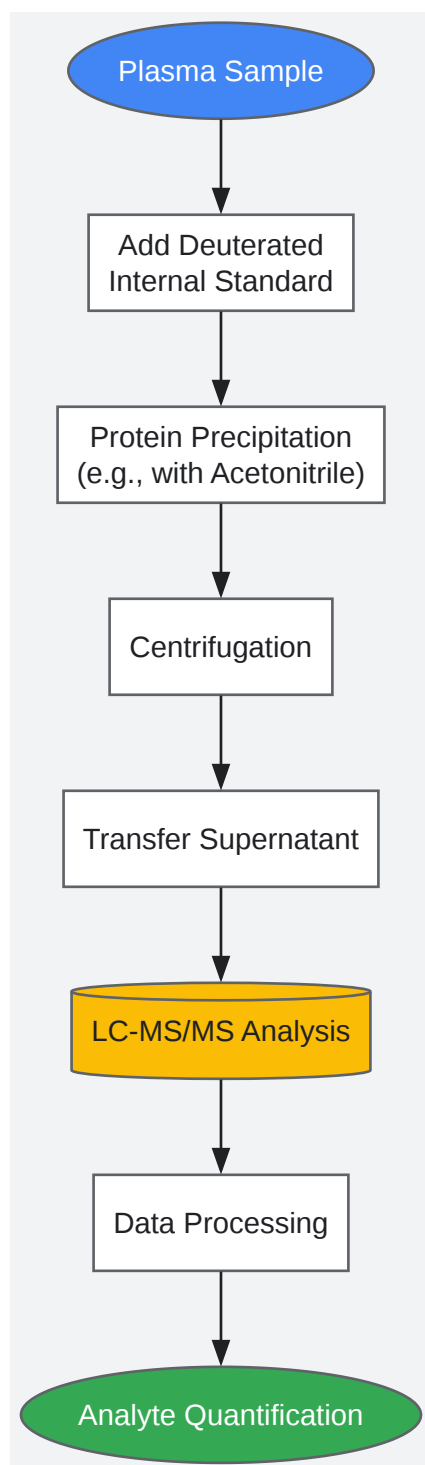 Plasma Sample
Add Deuterated
Internal Standard
Protein Precipitation
(e.g., with Acetonitrile)
Centrifugation
Transfer Supernatant
LC-MS/MS Analysis
Data Processing
Analyte Quantification